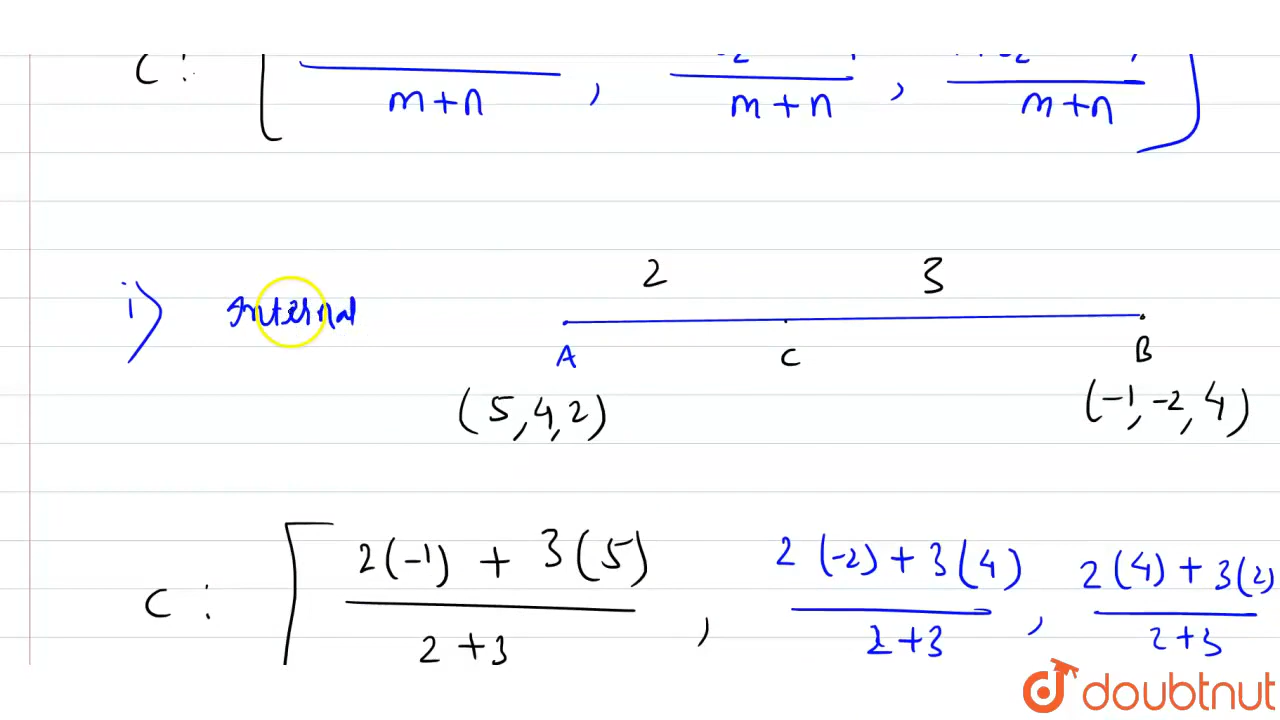 C :
m+n , m+n , m+n
i) Internal
2 3
A C B
(5,4,2) (-1,-2,4)
C : [ 2(-1) + 3(5) / 2+3 , 2(-2)+3(4) / 2+3 , 2(4)+3(2) / 2+3
doubtnut